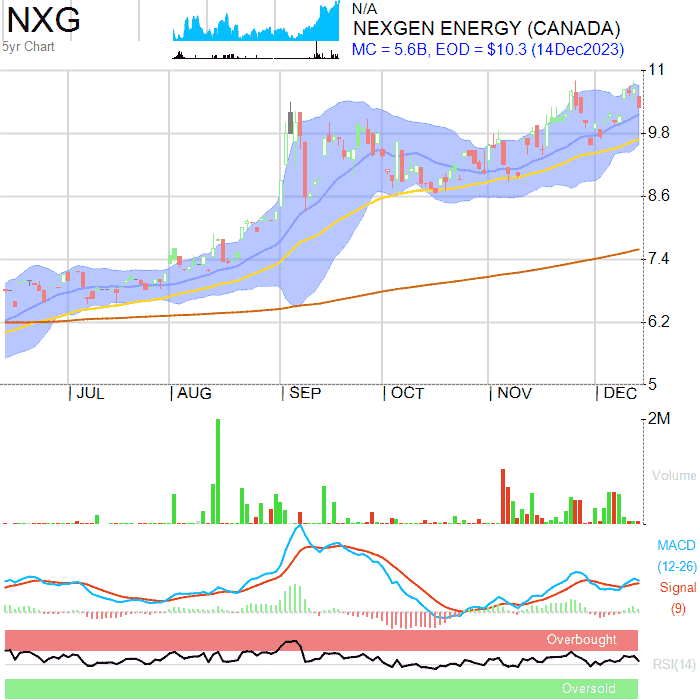 NXG
5yr Chart
N/A
NEXGEN ENERGY (CANADA)
MC = 5.6B, EOD = $10.3 (14Dec2023)
11
9.8
8.6
7.4
6.2
5
JUL AUG SEP OCT NOV DEC
2M
Volume
MACD
(12-26)
Signal
(9)
Overbought
RSI(14)
Oversold